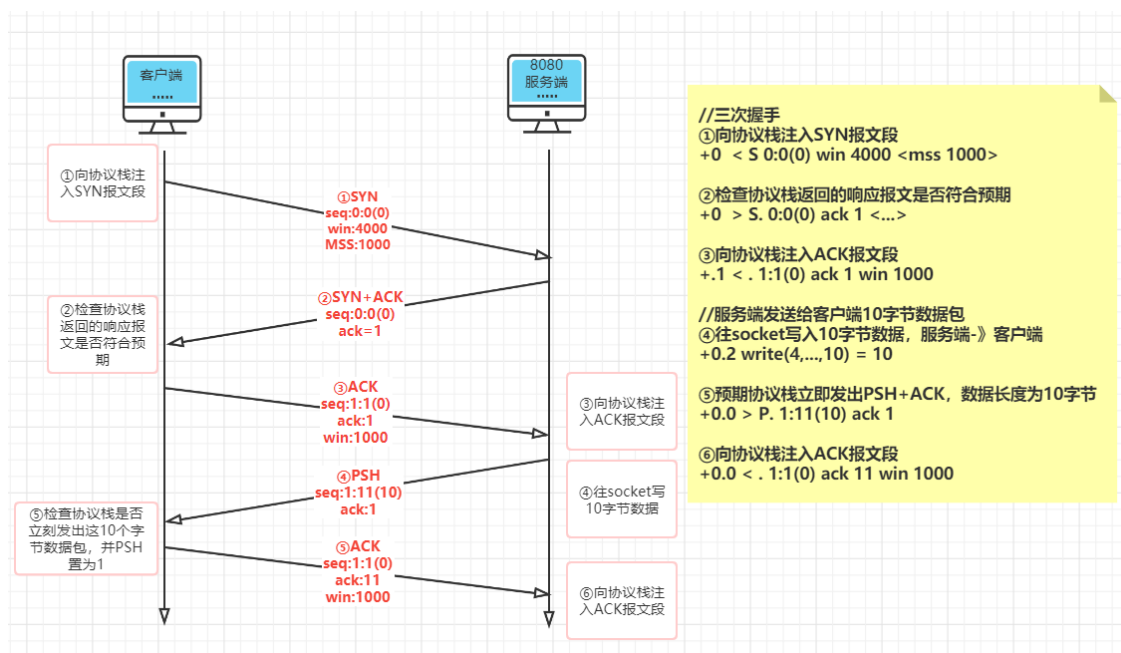 客户端
.....
8080
服务端
.....
①向协议栈注
入SYN报文段
①SYN
seq:0:0(0)
win:4000
MSS:1000
②检查协议栈
返回的响应报
文是否符合预
期
②SYN+ACK
seq:0:0(0)
ack=1
③ACK
seq:1:1(0)
ack:1
win:1000
③向协议栈注
入ACK报文段
④PSH
seq:1:11(10)
ack:1
④往socket写
10字节数据
⑤检查协议栈是否
立刻发出这10个字
节数据包，并PSH
置为1
⑤ACK
seq:1:1(0)
ack:11
win:1000
⑥向协议栈注
入ACK报文段
//三次握手
①向协议栈注入SYN报文段
+0 < S 0:0(0) win 4000 <mss 1000>
②检查协议栈返回的响应报文是否符合预期
+0 > S. 0:0(0) ack 1 <...>
③向协议栈注入ACK报文段
+.1 < . 1:1(0) ack 1 win 1000
//服务端发送给客户端10字节数据包
④往socket写入10字节数据，服务端-》客户端
+0.2 write(4,...,10) = 10
⑤预期协议栈立即发出PSH+ACK，数据长度为10字节
+0.0 > P. 1:11(10) ack 1
⑥向协议栈注入ACK报文段
+0.0 < . 1:1(0) ack 11 win 1000